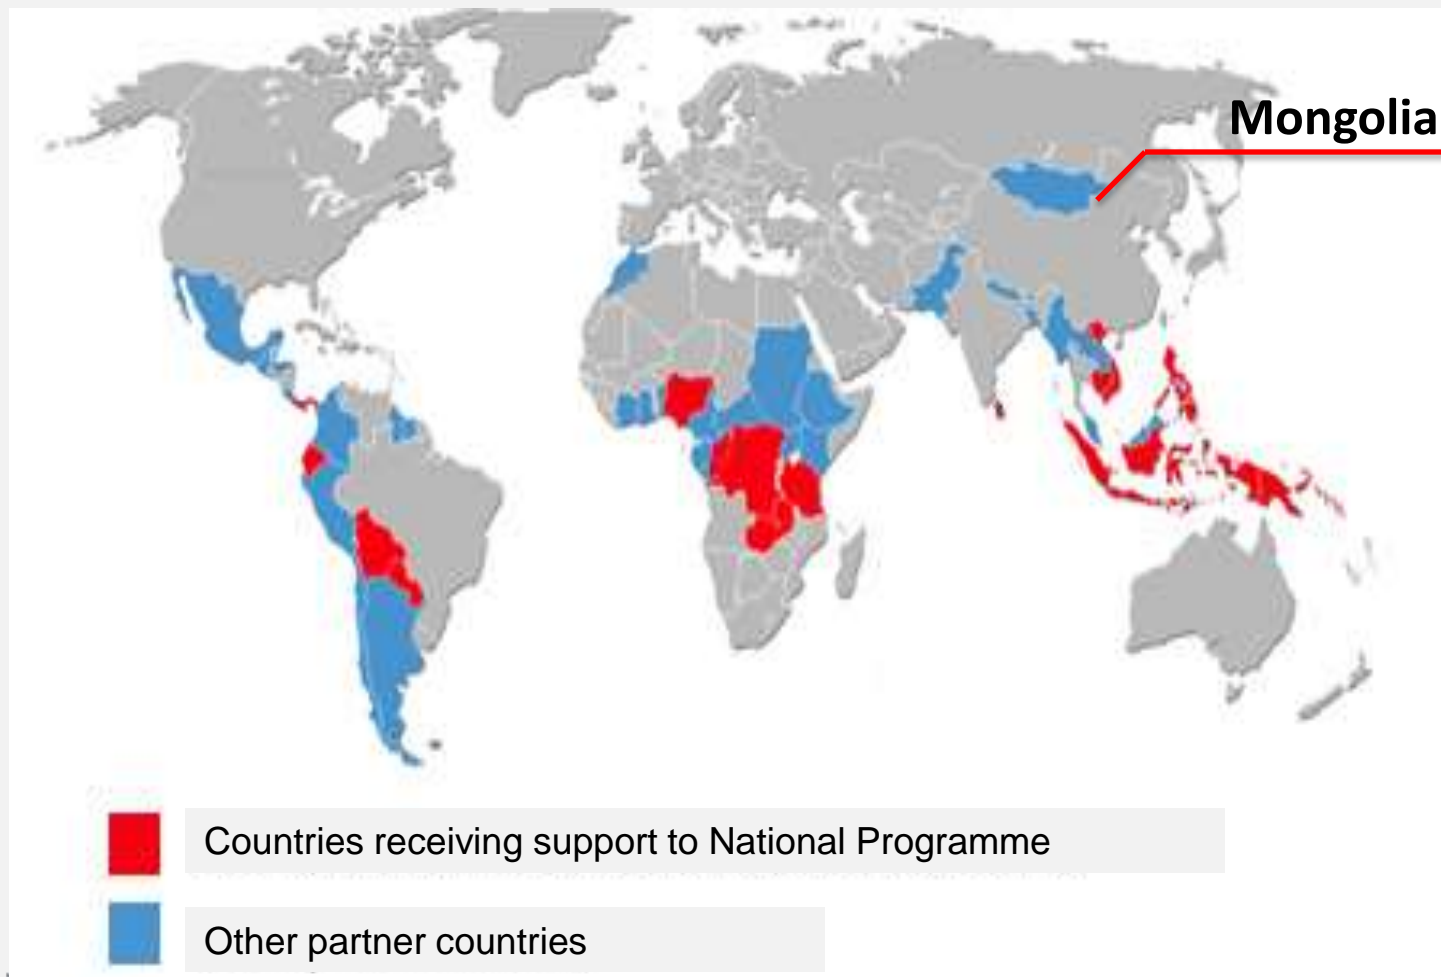 Mongolia
Countries receiving support to National Programme
Other partner countries